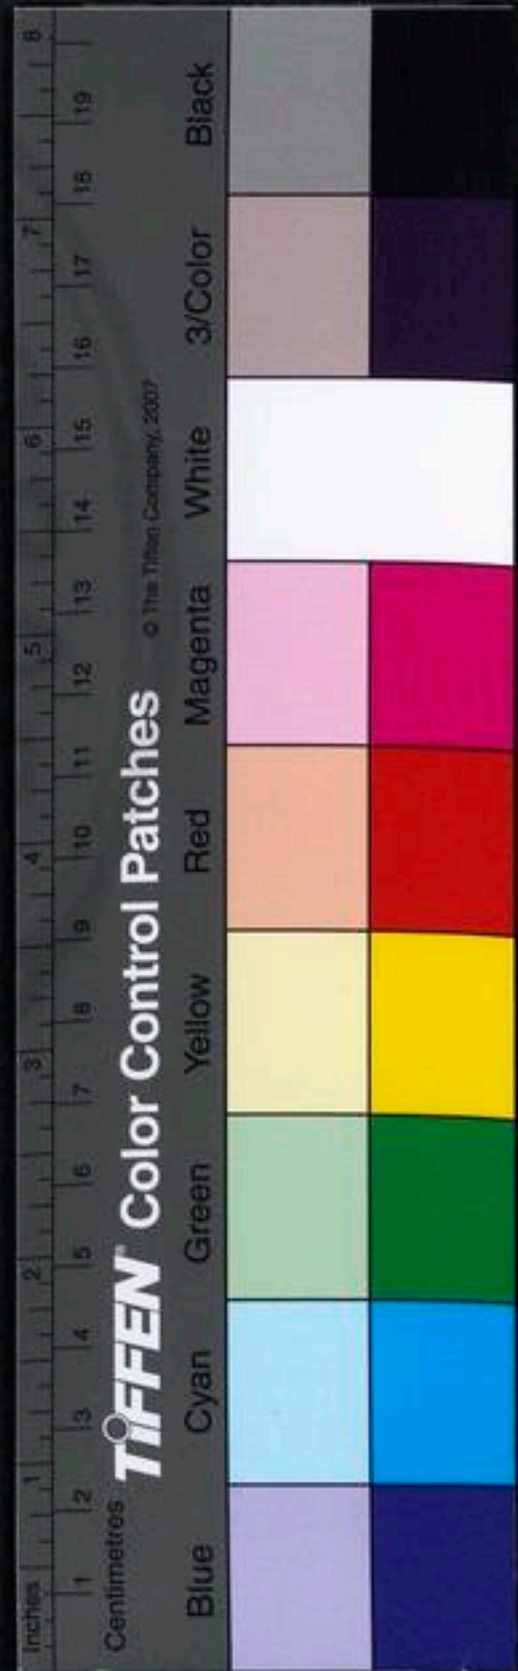 Inches 1 2 3 4 5 6 7 8
1 2 3 4 5 6 7 8 9 10 11 12 13 14 15 16 17 18 19
Centimetres
TIFFEN® Color Control Patches
© The Tiffen Company, 2007
Blue Cyan Green Yellow Red Magenta White 3/Color Black